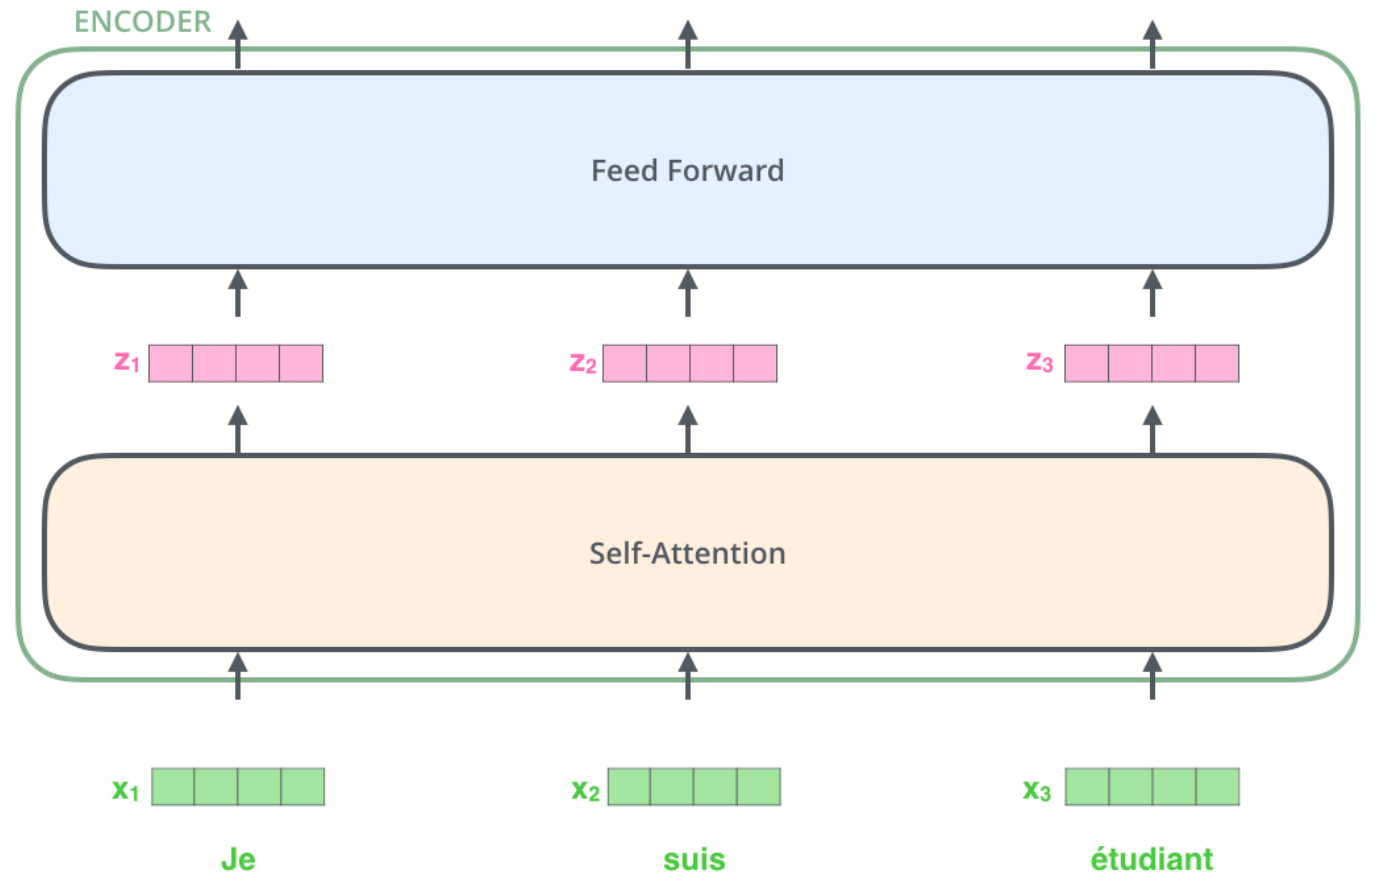 ENCODER
Feed Forward
z1 z2 z3
Self-Attention
x1 x2 x3
Je suis étudiant